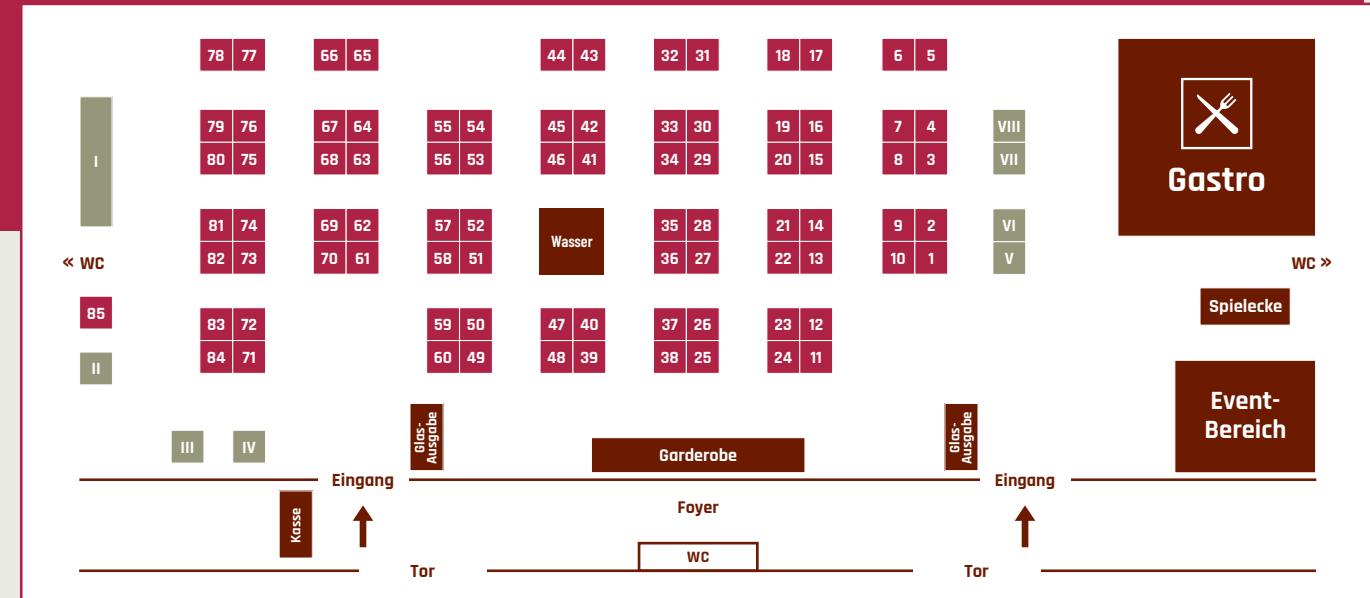 78 77 66 65 44 43 32 31 18 17 6 5
79 76 67 64 55 54 45 42 33 30 19 16 7 4 VIII
80 75 68 63 56 53 46 41 34 29 20 15 8 3 VII
I
Gastro
81 74 69 62 57 52 35 28 21 14 9 2 VI
Wasser
82 73 70 61 58 51 36 27 22 13 10 1 V
« WC
WC »
85
Spielecke
83 72 59 50 47 40 37 26 23 12
84 71 60 49 48 39 38 25 24 11
II
Event-
Bereich
III IV
Glas-
Ausgabe
Garderobe
Glas-
Ausgabe
Eingang
Eingang
Kasse
Foyer
WC
Tor
Tor